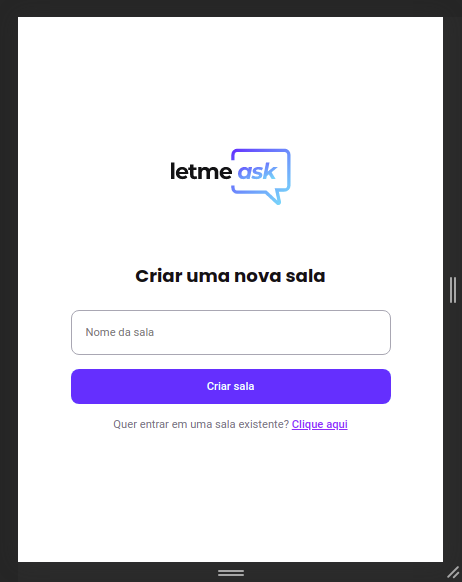 letme ask
Criar uma nova sala
Nome da sala
Criar sala
Quer entrar em uma sala existente? Clique aqui